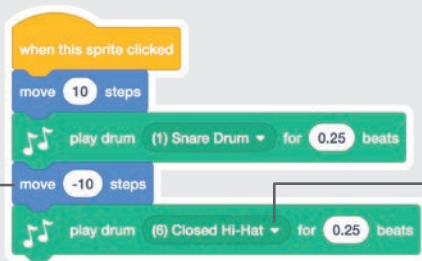 when this sprite clicked
move 10 steps
play drum (1) Snare Drum for 0.25 beats
move -10 steps
play drum (6) Closed Hi-Hat for 0.25 beats